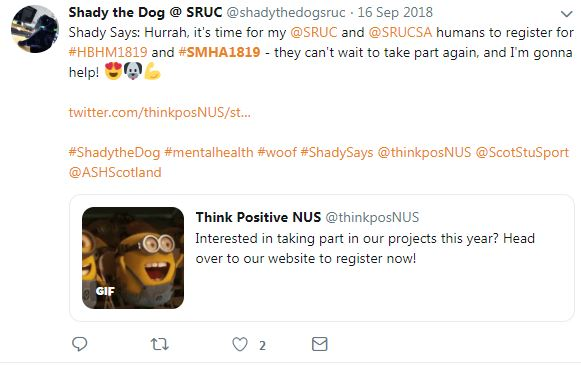 Shady the Dog @ SRUC @shadythedogsruc · 16 Sep 2018
Shady Says: Hurrah, it's time for my @SRUC and @SRUCSA humans to register for
#HBHM1819 and #SMHA1819 - they can't wait to take part again, and I'm gonna
help! 😍🐶💪
twitter.com/thinkposNUS/st...
#ShadytheDog #mentalhealth #woof #ShadySays @thinkposNUS @ScotStuSport
@ASHScotland
Think Positive NUS @thinkposNUS
Interested in taking part in our projects this year? Head
over to our website to register now!
GIF
2